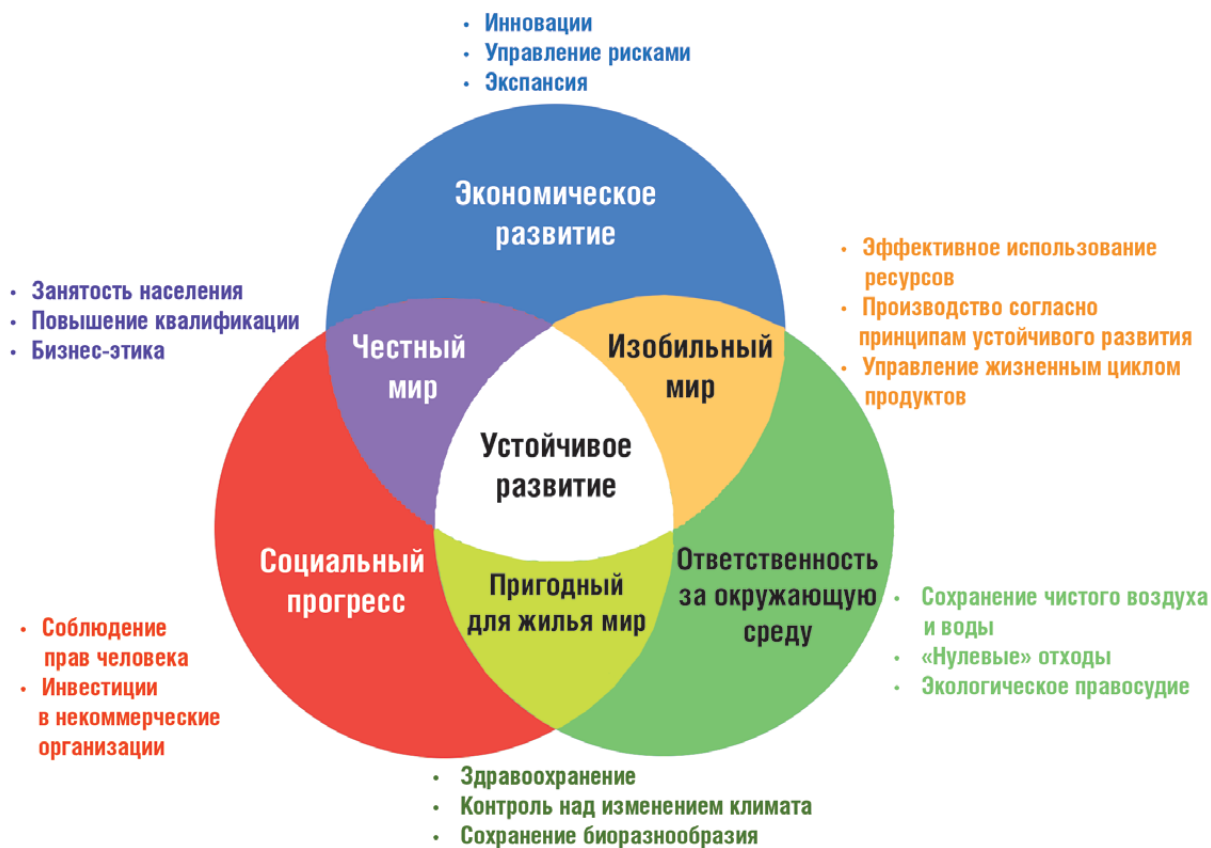 • Инновации
• Управление рисками
• Экспансия
Экономическое
развитие
• Занятость населения
• Повышение квалификации
• Бизнес-этика
• Эффективное использование
ресурсов
• Производство согласно
принципам устойчивого развития
• Управление жизненным циклом
продуктов
Честный
мир
Изобильный
мир
Устойчивое
развитие
Социальный
прогресс
Пригодный
для жилья мир
Ответственность
за окружающую
среду
• Соблюдение
прав человека
• Инвестиции
в некоммерческие
организации
• Сохранение чистого воздуха
и воды
• «Нулевые» отходы
• Экологическое правосудие
• Здравоохранение
• Контроль над изменением климата
• Сохранение биоразнообразия